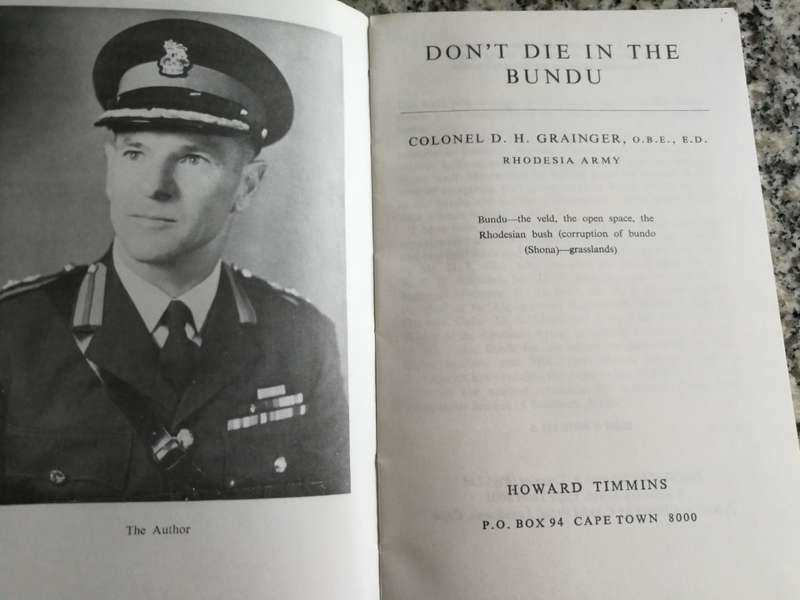 The Author
DON'T DIE IN THE
BUNDU
COLONEL D. H. GRAINGER, O.B.E., E.D.
RHODESIA ARMY
Bundu—the veld, the open space, the
Rhodesian bush (corruption of bundo
(Shona)—grasslands)
HOWARD TIMMINS
P.O. BOX 94 CAPE TOWN 8000